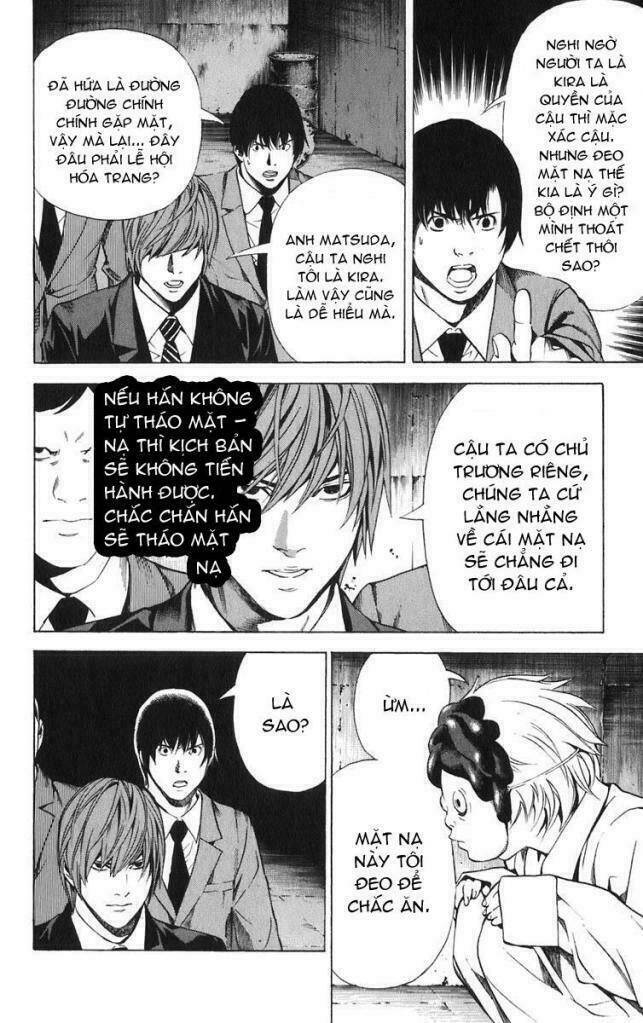 NGHI NGỜ
NGƯỜI TA LÀ
KIRA LÀ
QUYỀN CỦA
CẬU THÌ MẶC
XÁC CẬU.
NHƯNG ĐEO
MẶT NẠ THẾ
KIA LÀ Ý GÌ?
BỘ ĐỊNH MỘT
MÌNH THOÁT
CHẾT THÔI
SAO?
ĐÃ HỨA LÀ ĐƯỜNG
ĐƯỜNG CHÍNH
CHÍNH GẶP MẶT,
VẬY MÀ LẠI... ĐÂY
ĐÂU PHẢI LỄ HỘI
HÓA TRANG?
ANH MATSUDA,
CẬU TA NGHI
TÔI LÀ KIRA.
LÀM VẬY CŨNG
LÀ DỄ HIỂU MÀ.
CẬU TA CÓ CHỦ
TRƯƠNG RIÊNG,
CHÚNG TA CỨ
LẲNG NHẲNG
VỀ CÁI MẶT NẠ
SẼ CHẲNG ĐI
TỚI ĐÂU CẢ.
NẾU HẮN KHÔNG
TỰ THÁO MẶT -
NẠ THÌ KỊCH BẢN
SẼ KHÔNG TIẾN
HÀNH ĐƯỢC.
CHẮC CHẮN HẮN
SẼ THÁO MẶT
NẠ
ỪM...
MẶT NẠ
NÀY TÔI
ĐEO ĐỂ
CHẮC ĂN.
LÀ
SAO?